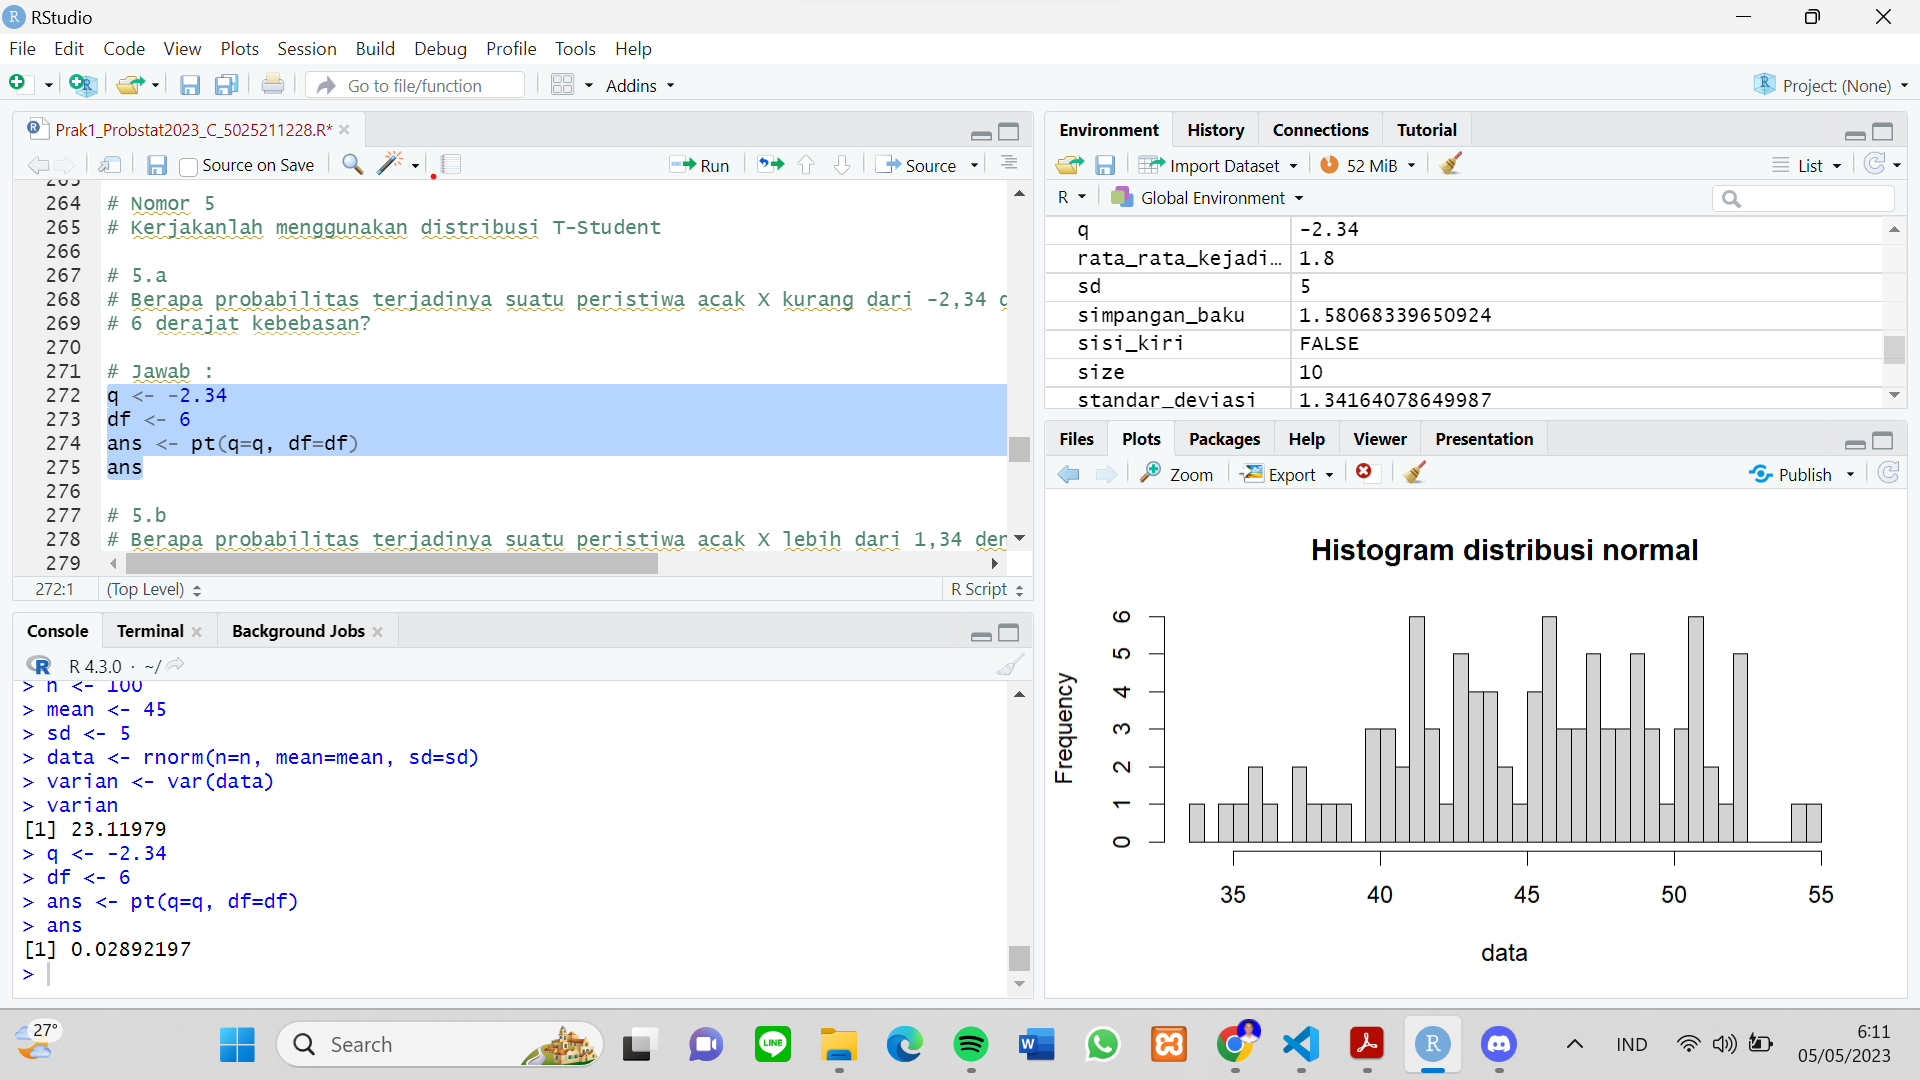 RStudio
File Edit Code View Plots Session Build Debug Profile Tools Help
Go to file/function
Addins
Project: (None)
Prak1_Probstat2023_C_5025211228.R*
Source on Save
Run
Source
264 # Nomor 5
265 # Kerjakanlah menggunakan distribusi T-Student
266
267 # 5.a
268 # Berapa probabilitas terjadinya suatu peristiwa acak X kurang dari -2,34
269 # 6 derajat kebebasan?
270
271 # Jawab :
272 q <- -2.34
273 df <- 6
274 ans <- pt(q=q, df=df)
275 ans
276
277 # 5.b
278 # Berapa probabilitas terjadinya suatu peristiwa acak X lebih dari 1,34 den
279
272:1 (Top Level) R Script
Console Terminal Background Jobs
R 4.3.0 · ~/
> n <- 100
> mean <- 45
> sd <- 5
> data <- rnorm(n=n, mean=mean, sd=sd)
> varian <- var(data)
> varian
[1] 23.11979
> q <- -2.34
> df <- 6
> ans <- pt(q=q, df=df)
> ans
[1] 0.02892197
>
Environment History Connections Tutorial
Import Dataset 52 MiB List
R Global Environment
q -2.34
rata_rata_kejadi… 1.8
sd 5
simpangan_baku 1.58068339650924
sisi_kiri FALSE
size 10
standar_deviasi 1.34164078649987
Files Plots Packages Help Viewer Presentation
Zoom Export Publish
Histogram distribusi normal
Frequency
6
5
4
3
2
1
0
35 40 45 50 55
data
27°
Search
LINE
W
R
IND
6:11
05/05/2023